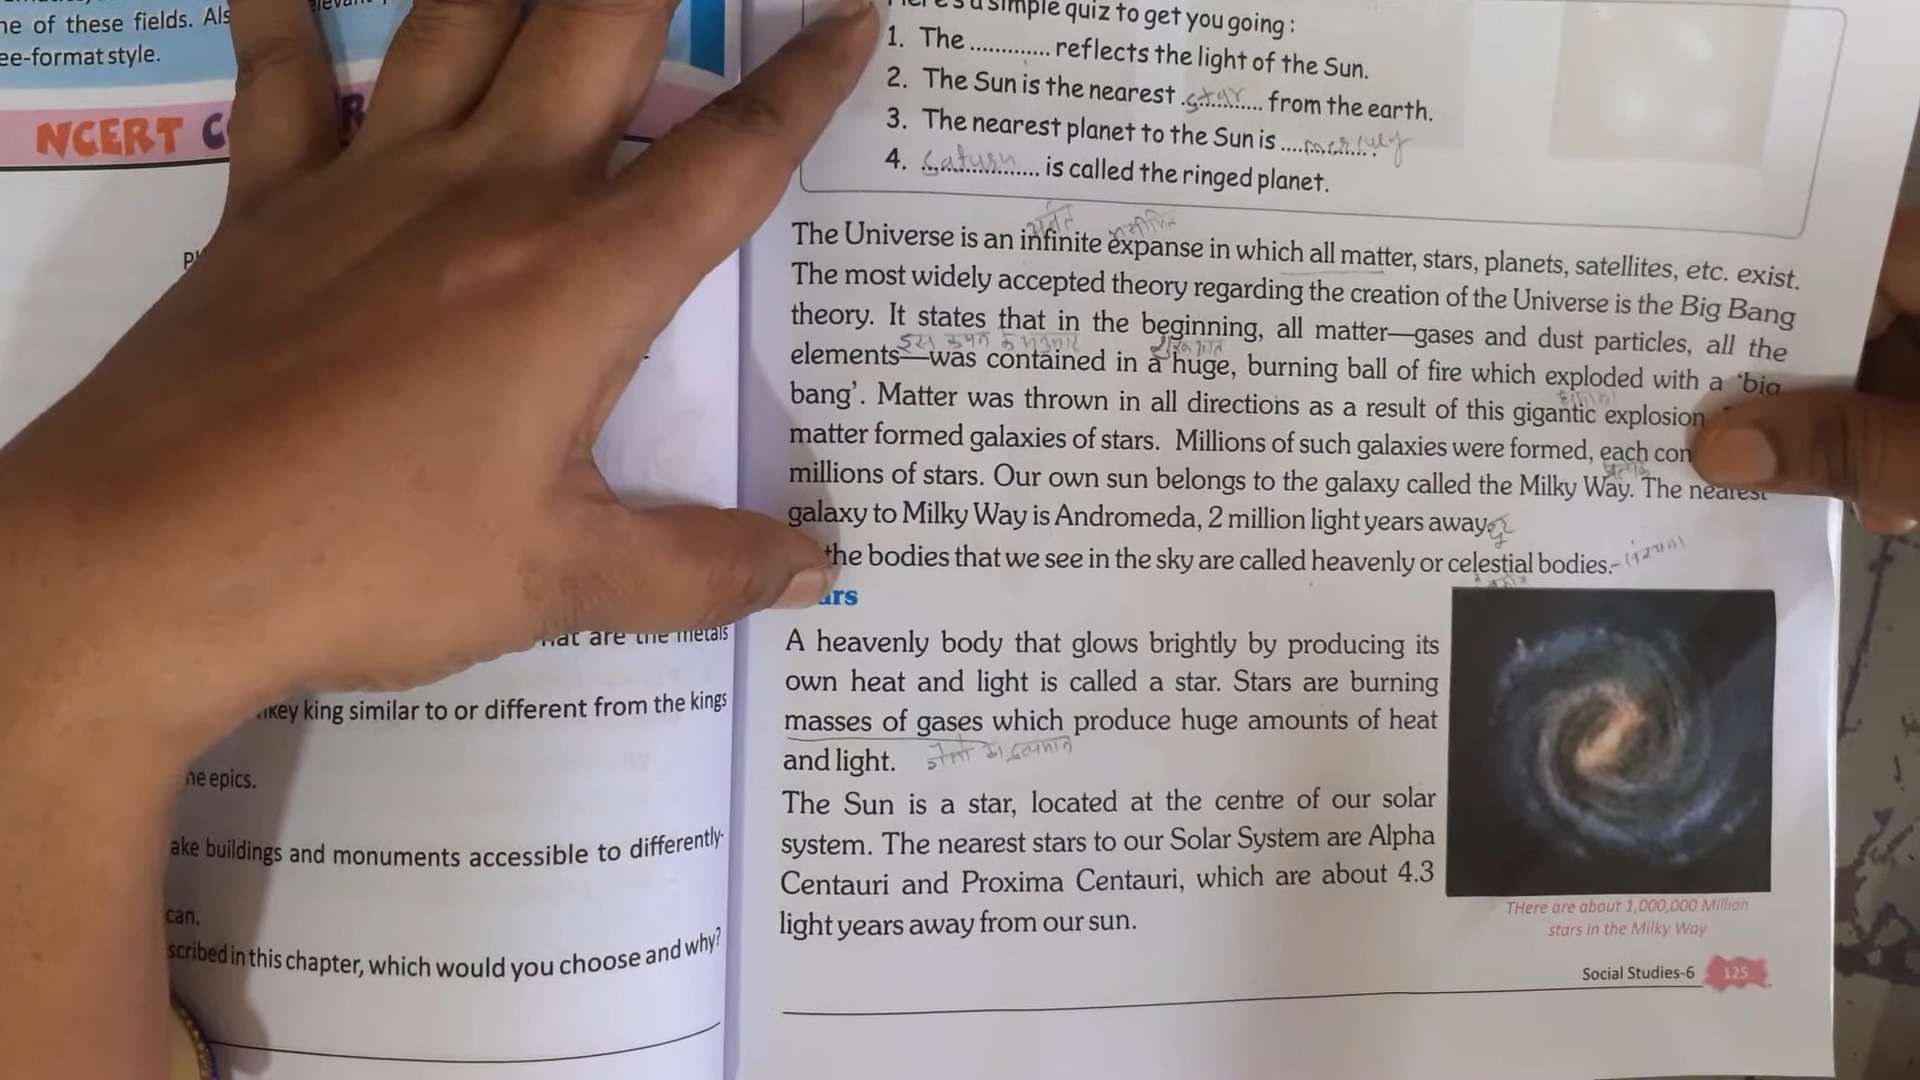 ne of these fields. Als
ee-format style.
NCERT C
hat are the metals
key king similar to or different from the kings
he epics.
ake buildings and monuments accessible to differently-
can.
scribed in this chapter, which would you choose and why?
Here's a simple quiz to get you going :
1. The ............. reflects the light of the Sun.
2. The Sun is the nearest star from the earth.
3. The nearest planet to the Sun is mercury
4. Saturn is called the ringed planet.
The Universe is an infinite expanse in which all matter, stars, planets, satellites, etc. exist.
The most widely accepted theory regarding the creation of the Universe is the Big Bang
theory. It states that in the beginning, all matter—gases and dust particles, all the
इस कथन के अनुसार शुरुआत
elements—was contained in a huge, burning ball of fire which exploded with a ‘big
bang’. Matter was thrown in all directions as a result of this gigantic explosion
matter formed galaxies of stars. Millions of such galaxies were formed, each con
प्रत्येक
millions of stars. Our own sun belongs to the galaxy called the Milky Way. The nearest
galaxy to Milky Way is Andromeda, 2 million light years away. दूर
the bodies that we see in the sky are called heavenly or celestial bodies.
ars
A heavenly body that glows brightly by producing its
own heat and light is called a star. Stars are burning
masses of gases which produce huge amounts of heat
and light.
The Sun is a star, located at the centre of our solar
system. The nearest stars to our Solar System are Alpha
Centauri and Proxima Centauri, which are about 4.3
light years away from our sun.
THere are about 1,000,000 Million
stars in the Milky Way
Social Studies-6 125